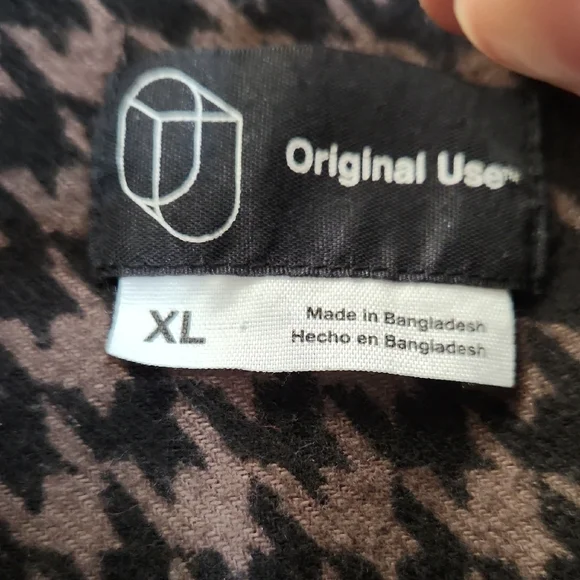 Original Use™
XL
Made in Bangladesh
Hecho en Bangladesh